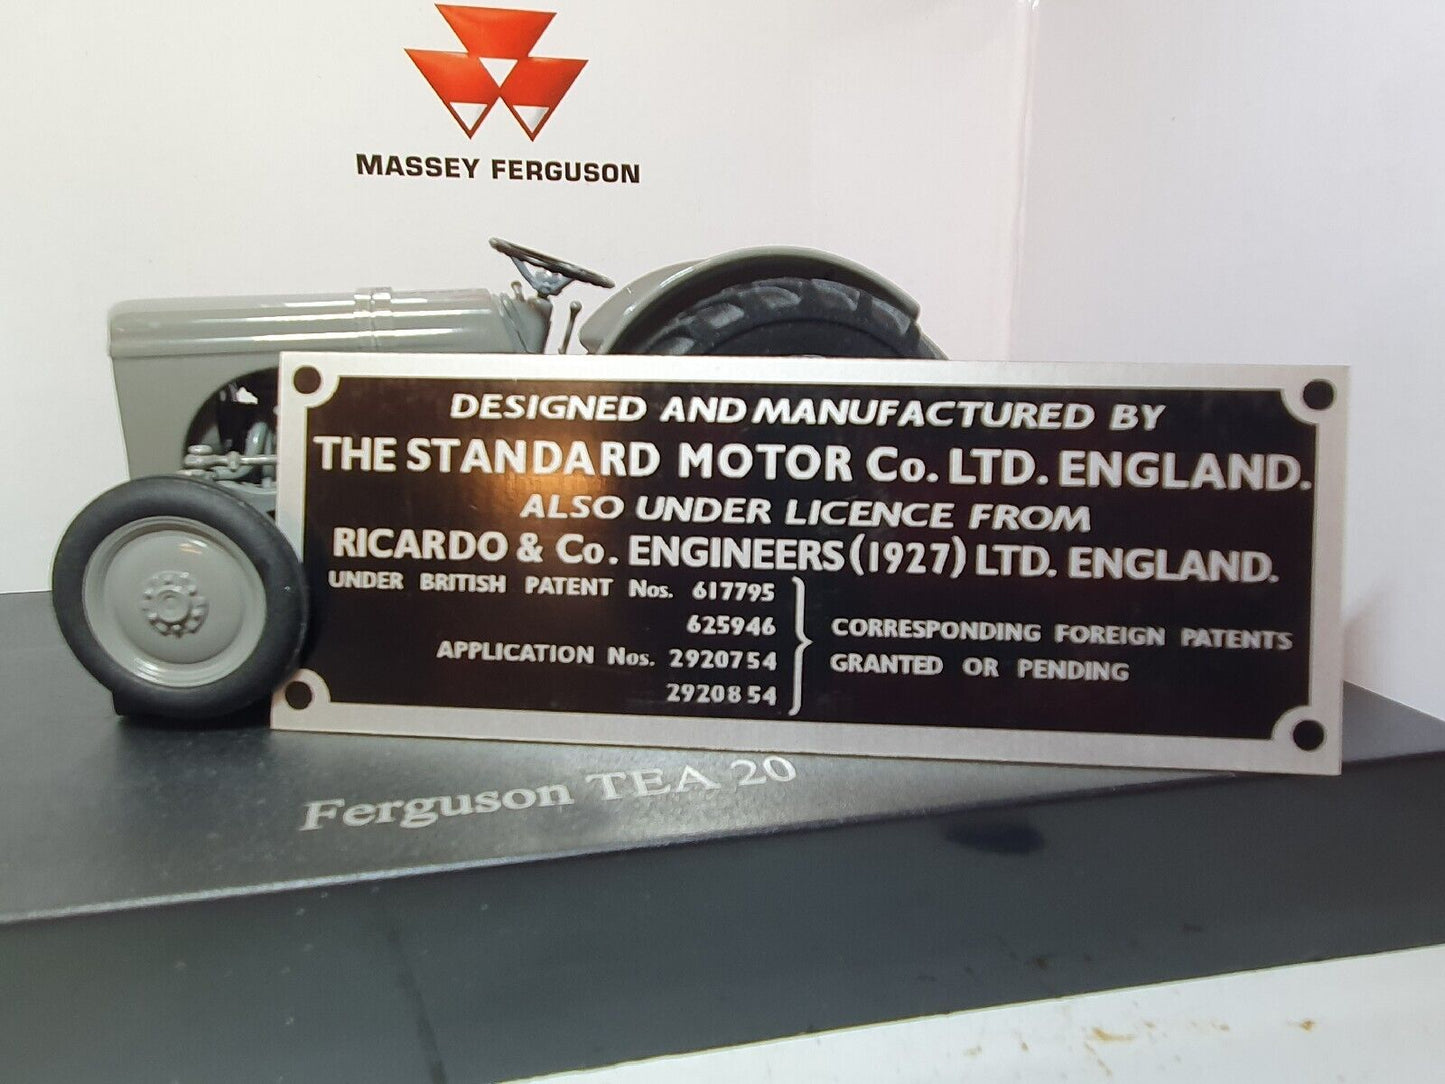 MASSEY FERGUSON
DESIGNED AND MANUFACTURED BY
THE STANDARD MOTOR Co. LTD. ENGLAND.
ALSO UNDER LICENCE FROM
RICARDO & Co. ENGINEERS (1927) LTD. ENGLAND.
UNDER BRITISH PATENT Nos. 617795
625946
APPLICATION Nos. 2920754
2920854
CORRESPONDING FOREIGN PATENTS
GRANTED OR PENDING
Ferguson TEA 20